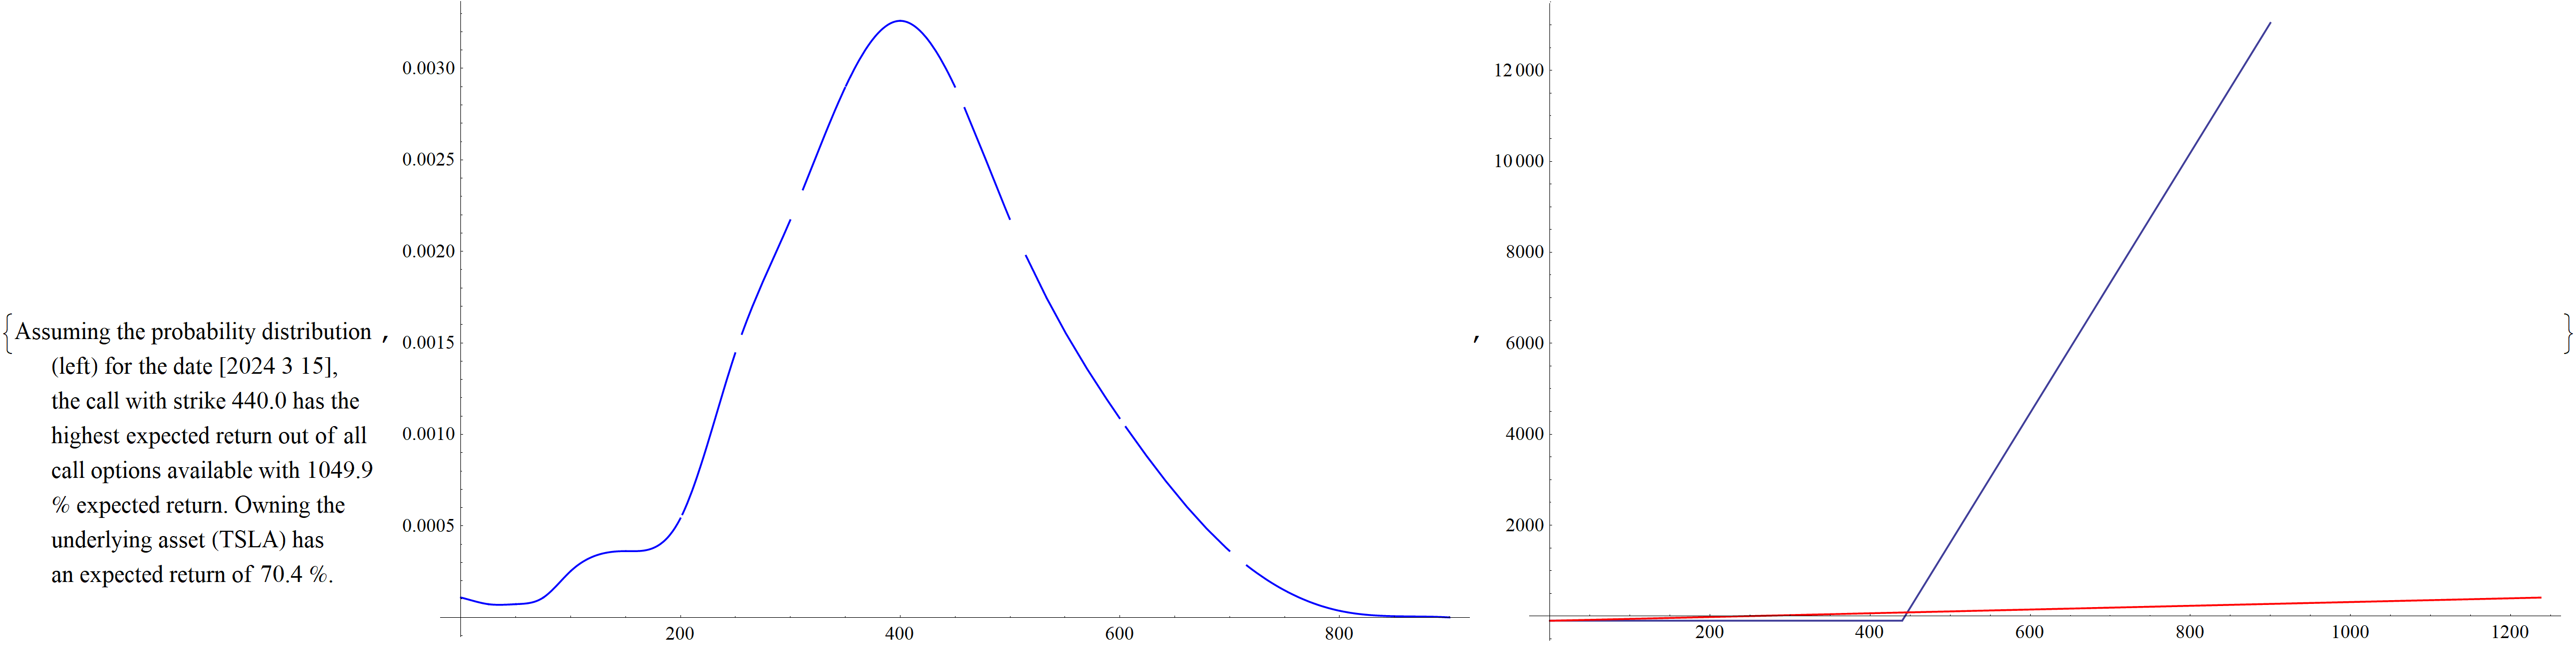 {Assuming the probability distribution ,
(left) for the date [2024 3 15],
the call with strike 440.0 has the
highest expected return out of all
call options available with 1049.9
% expected return. Owning the
underlying asset (TSLA) has
an expected return of 70.4 %.
0.0030
0.0025
0.0020
0.0015
0.0010
0.0005
200 400 600 800
,
12 000
10 000
8000
6000
4000
2000
200 400 600 800 1000 1200
}